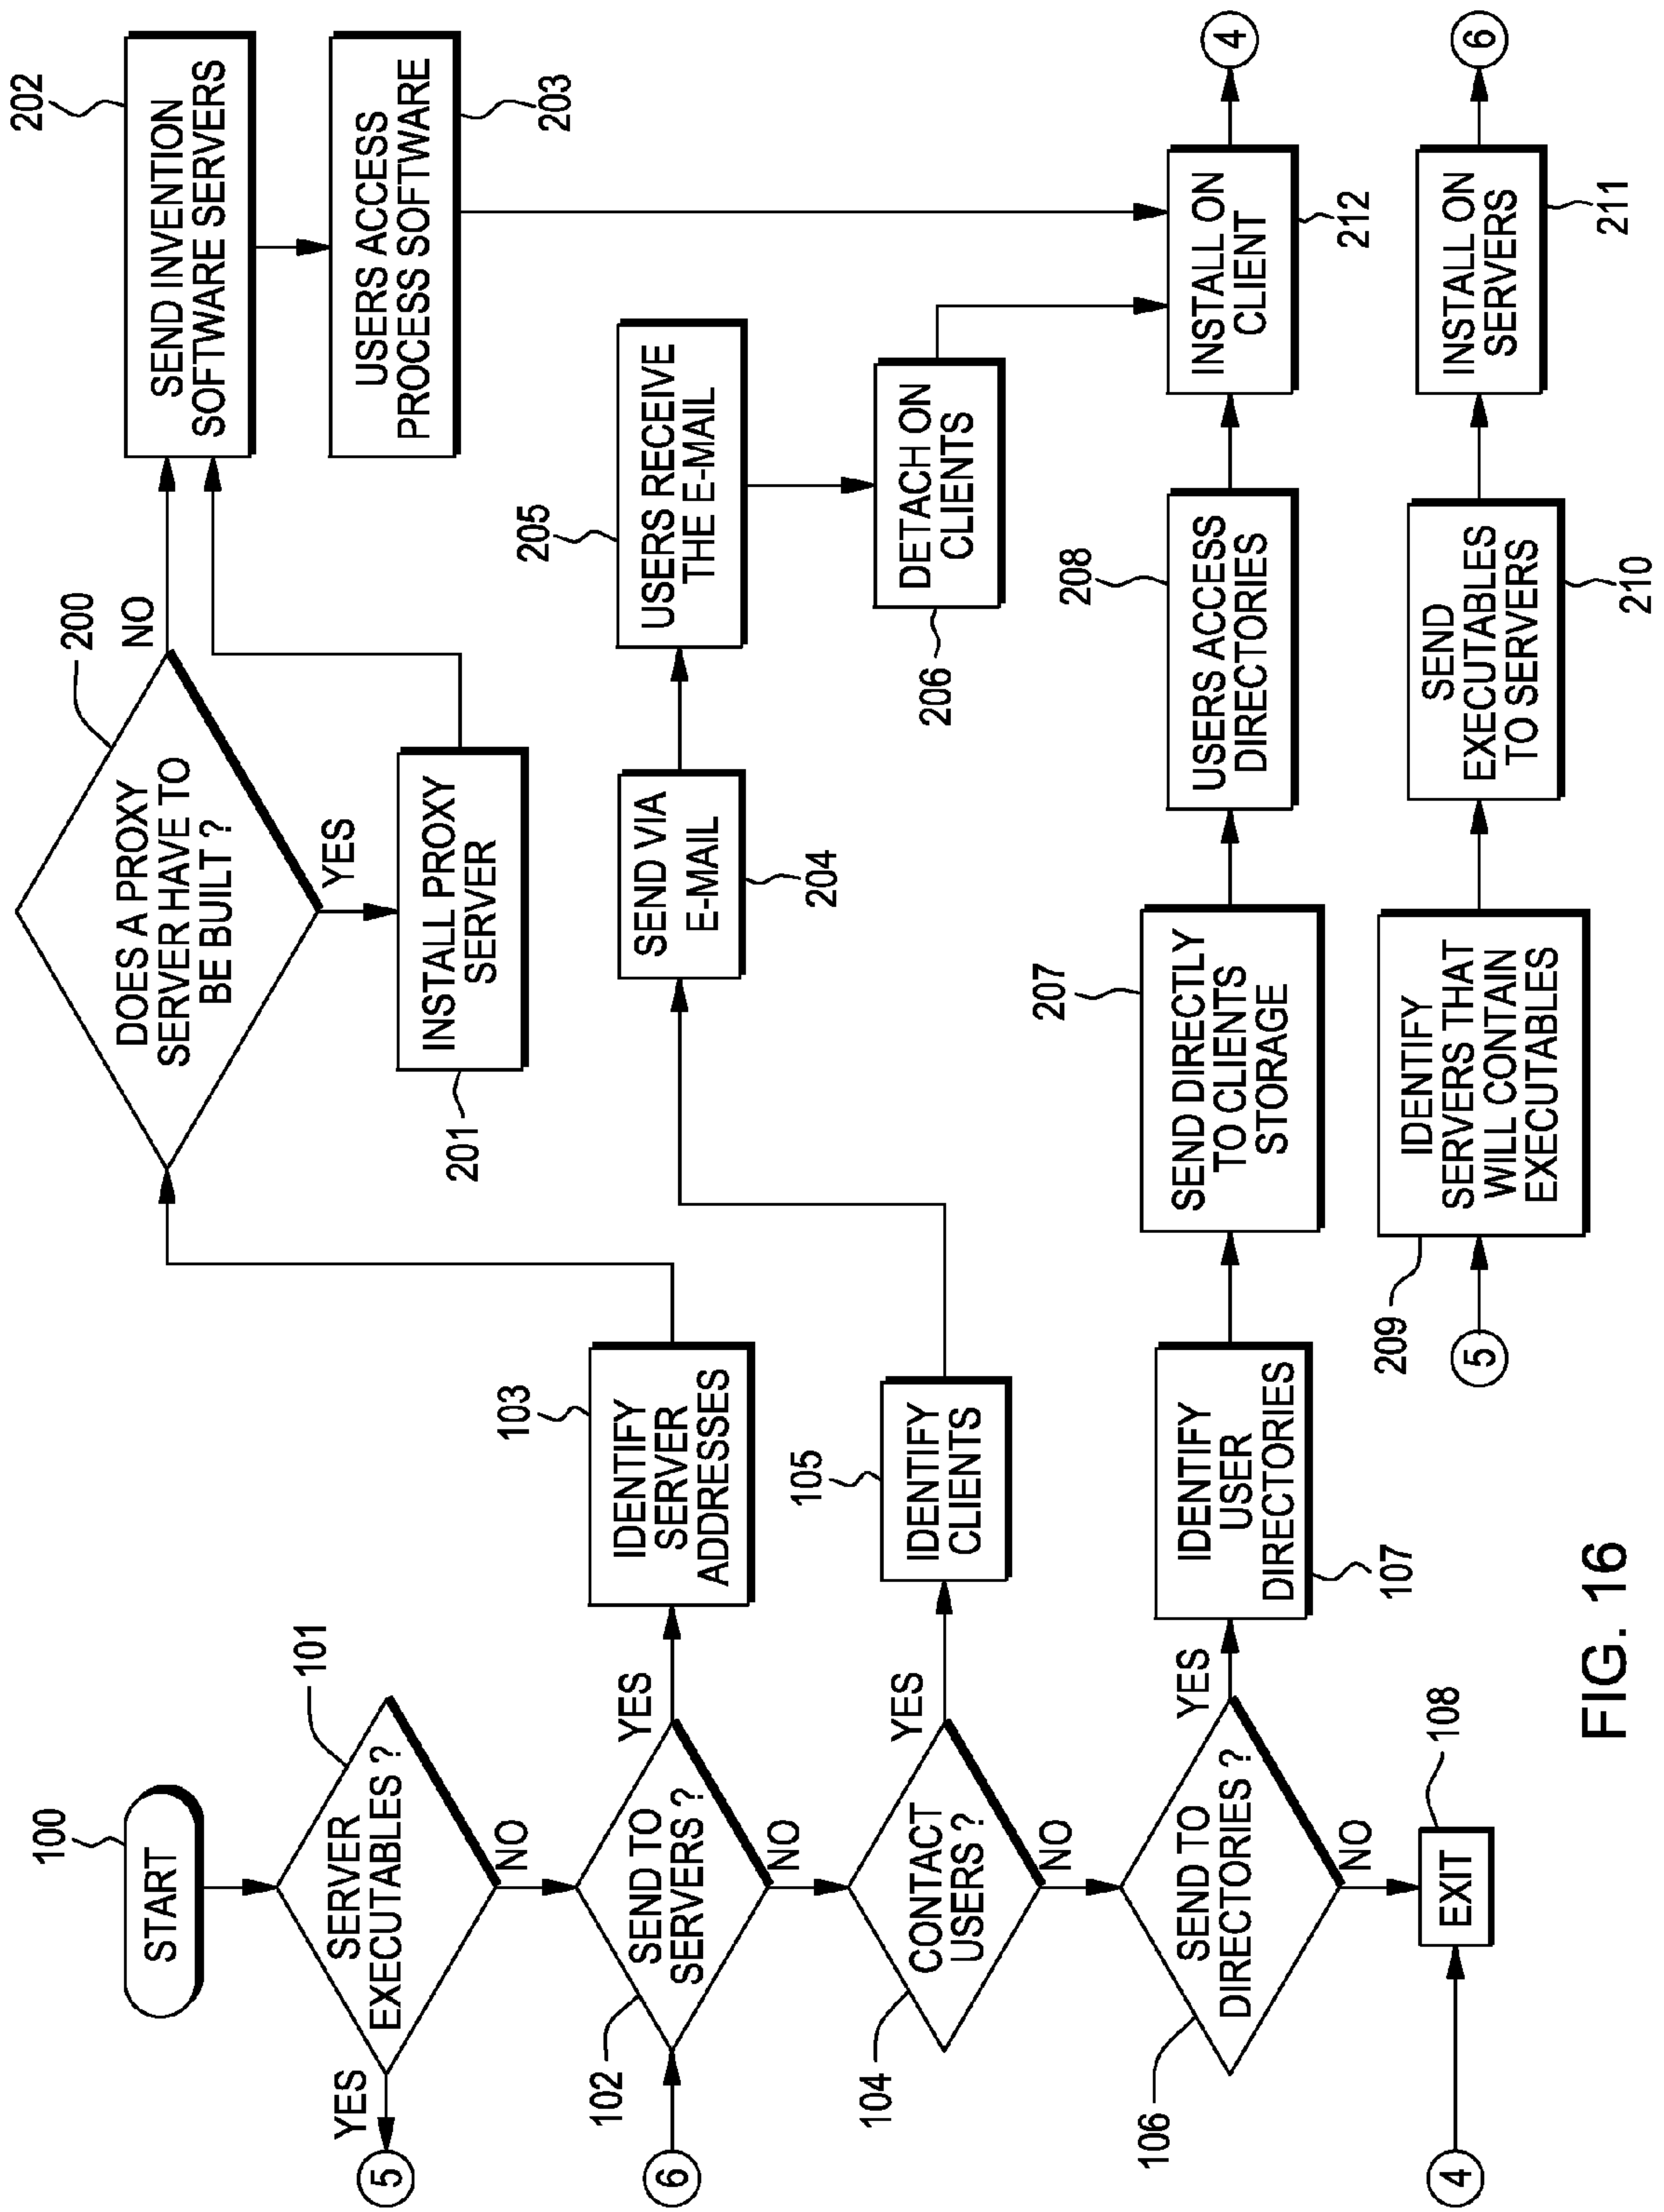 100
START
101
SERVER
EXECUTABLES ?
YES
5
NO
6
102
SEND TO
SERVERS ?
YES
NO
103
IDENTIFY
SERVER
ADDRESSES
104
CONTACT
USERS ?
YES
NO
105
IDENTIFY
CLIENTS
106
SEND TO
DIRECTORIES ?
YES
NO
107
IDENTIFY
USER
DIRECTORIES
4
108
EXIT
200
DOES A PROXY
SERVER HAVE TO
BE BUILT ?
NO
YES
201
INSTALL PROXY
SERVER
202
SEND INVENTION
SOFTWARE SERVERS
203
USERS ACCESS
PROCESS SOFTWARE
204
SEND VIA
E-MAIL
205
USERS RECEIVE
THE E-MAIL
206
DETACH ON
CLIENTS
207
SEND DIRECTLY
TO CLIENTS
STORAGE
208
USERS ACCESS
DIRECTORIES
212
INSTALL ON
CLIENT
4
5
209
IDENTIFY
SERVERS THAT
WILL CONTAIN
EXECUTABLES
210
SEND
EXECUTABLES
TO SERVERS
211
INSTALL ON
SERVERS
6
FIG. 16